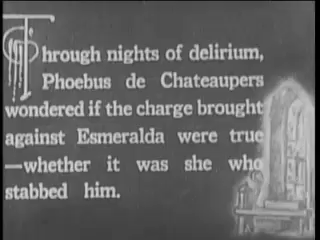 Through nights of delirium,
Phoebus de Chateaupers
wondered if the charge brought
against Esmeralda were true
—whether it was she who
stabbed him.